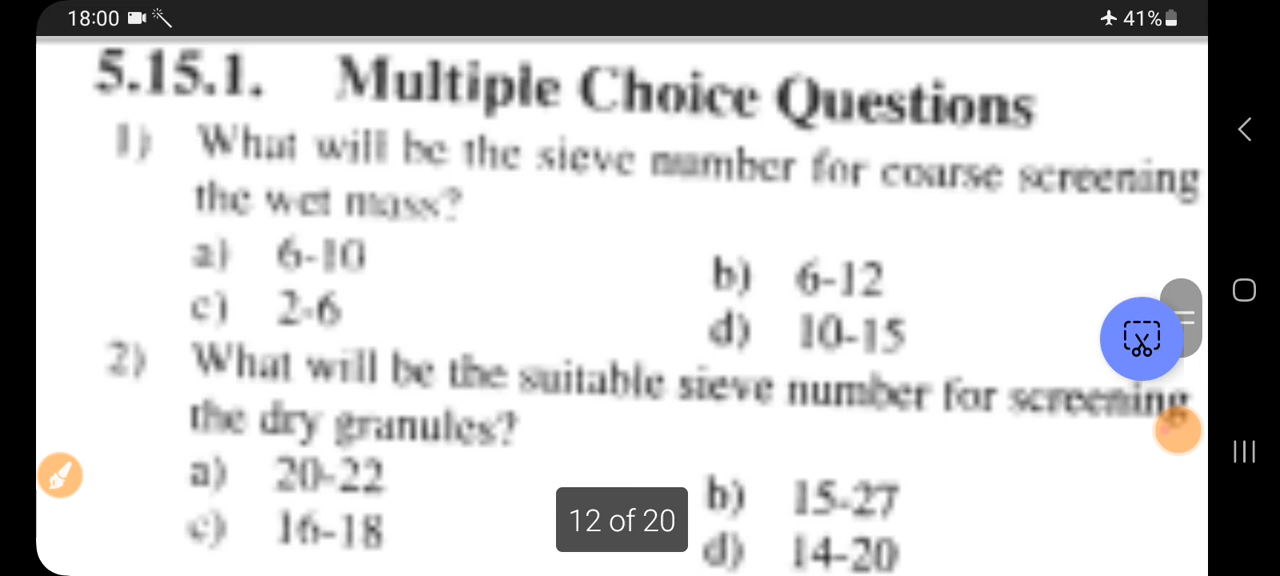 18:00 41%
5.15.1. Multiple Choice Questions
1) What will be the sieve number for coarse screening
the wet mass?
a) 6-10 b) 6-12
c) 2-6 d) 10-15
2) What will be the suitable sieve number for screening
the dry granules?
a) 20-22 b) 15-27
c) 16-18 d) 14-20
12 of 20